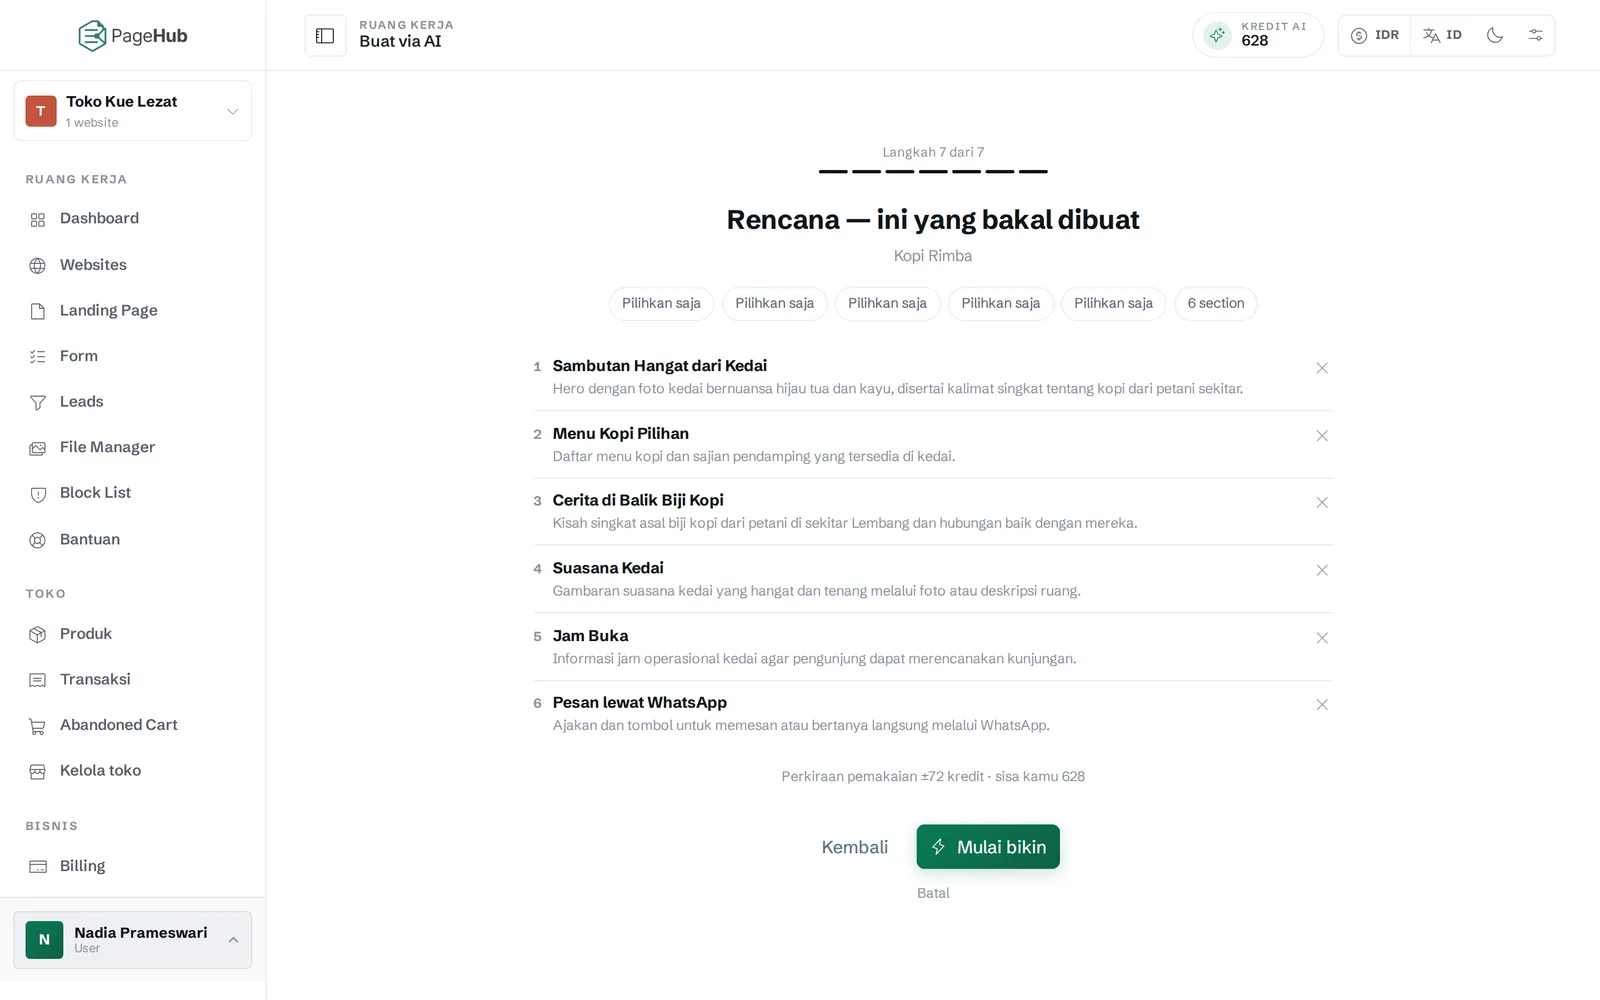 PageHub
RUANG KERJA
Buat via AI
KREDIT AI
628
IDR
ID
T
Toko Kue Lezat
1 website
RUANG KERJA
Dashboard
Websites
Landing Page
Form
Leads
File Manager
Block List
Bantuan
TOKO
Produk
Transaksi
Abandoned Cart
Kelola toko
BISNIS
Billing
N
Nadia Prameswari
User
Langkah 7 dari 7
Rencana — ini yang bakal dibuat
Kopi Rimba
Pilihkan saja
Pilihkan saja
Pilihkan saja
Pilihkan saja
Pilihkan saja
6 section
1 Sambutan Hangat dari Kedai
Hero dengan foto kedai bernuansa hijau tua dan kayu, disertai kalimat singkat tentang kopi dari petani sekitar.
2 Menu Kopi Pilihan
Daftar menu kopi dan sajian pendamping yang tersedia di kedai.
3 Cerita di Balik Biji Kopi
Kisah singkat asal biji kopi dari petani di sekitar Lembang dan hubungan baik dengan mereka.
4 Suasana Kedai
Gambaran suasana kedai yang hangat dan tenang melalui foto atau deskripsi ruang.
5 Jam Buka
Informasi jam operasional kedai agar pengunjung dapat merencanakan kunjungan.
6 Pesan lewat WhatsApp
Ajakan dan tombol untuk memesan atau bertanya langsung melalui WhatsApp.
Perkiraan pemakaian ±72 kredit · sisa kamu 628
Kembali
Mulai bikin
Batal